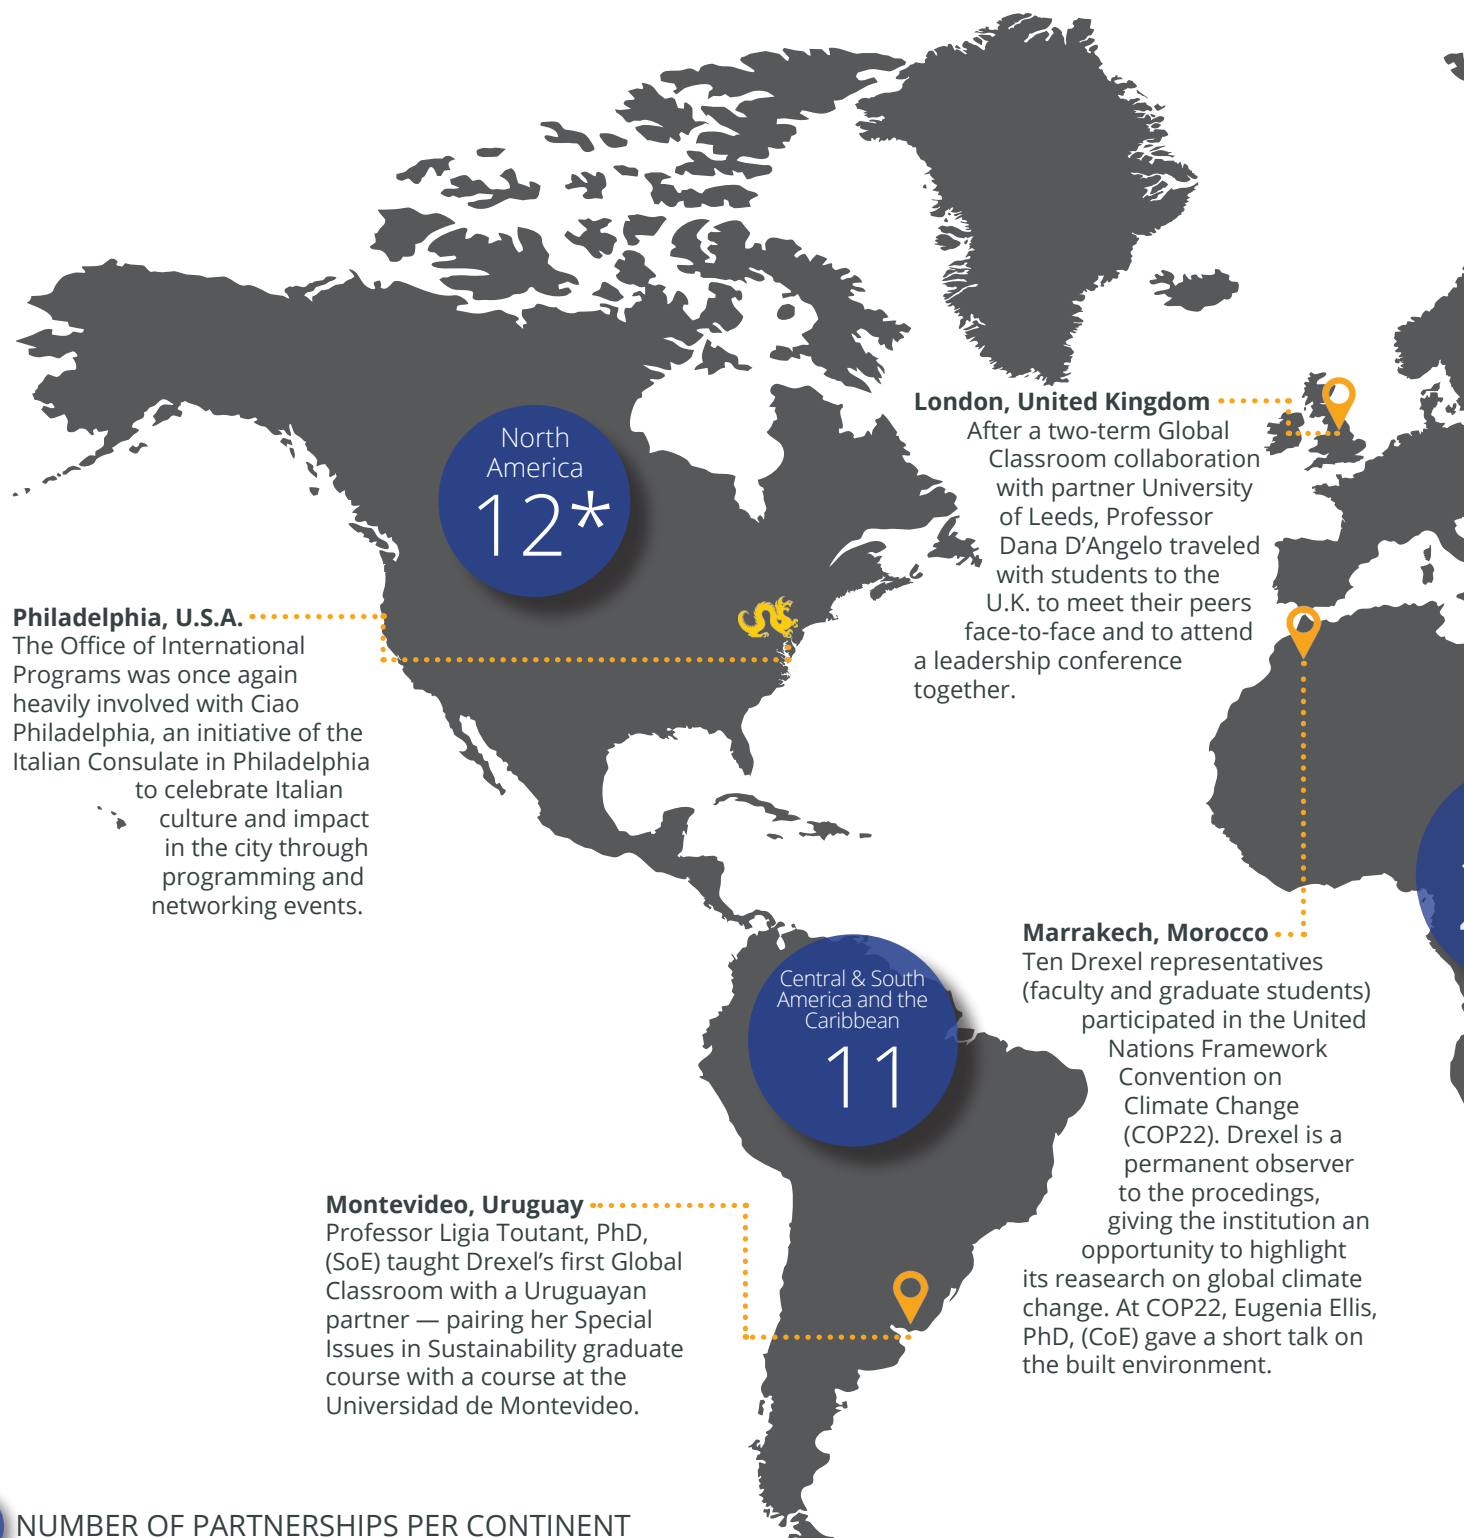 London, United Kingdom
After a two-term Global
Classroom collaboration
with partner University
of Leeds, Professor
Dana D’Angelo traveled
with students to the
U.K. to meet their peers
face-to-face and to attend
a leadership conference
together.
North
America
12*
Philadelphia, U.S.A.
The Office of International
Programs was once again
heavily involved with Ciao
Philadelphia, an initiative of the
Italian Consulate in Philadelphia
to celebrate Italian
culture and impact
in the city through
programming and
networking events.
Marrakech, Morocco
Ten Drexel representatives
(faculty and graduate students)
participated in the United
Nations Framework
Convention on
Climate Change
(COP22). Drexel is a
permanent observer
to the procedings,
giving the institution an
opportunity to highlight
its reasearch on global climate
change. At COP22, Eugenia Ellis,
PhD, (CoE) gave a short talk on
the built environment.
Central & South
America and the
Caribbean
11
Montevideo, Uruguay
Professor Ligia Toutant, PhD,
(SoE) taught Drexel’s first Global
Classroom with a Uruguayan
partner — pairing her Special
Issues in Sustainability graduate
course with a course at the
Universidad de Montevideo.
NUMBER OF PARTNERSHIPS PER CONTINENT